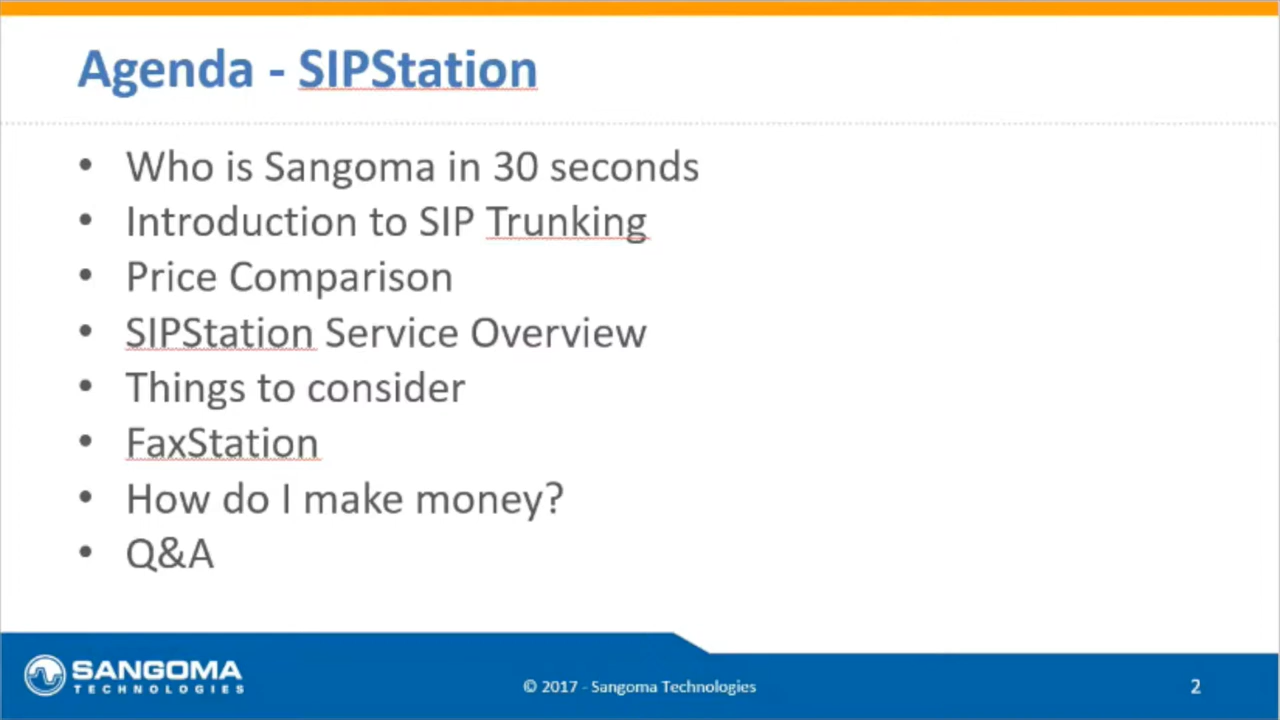 Agenda - SIPStation
• Who is Sangoma in 30 seconds
• Introduction to SIP Trunking
• Price Comparison
• SIPStation Service Overview
• Things to consider
• FaxStation
• How do I make money?
• Q&A
SANGOMA
TECHNOLOGIES
© 2017 - Sangoma Technologies
2